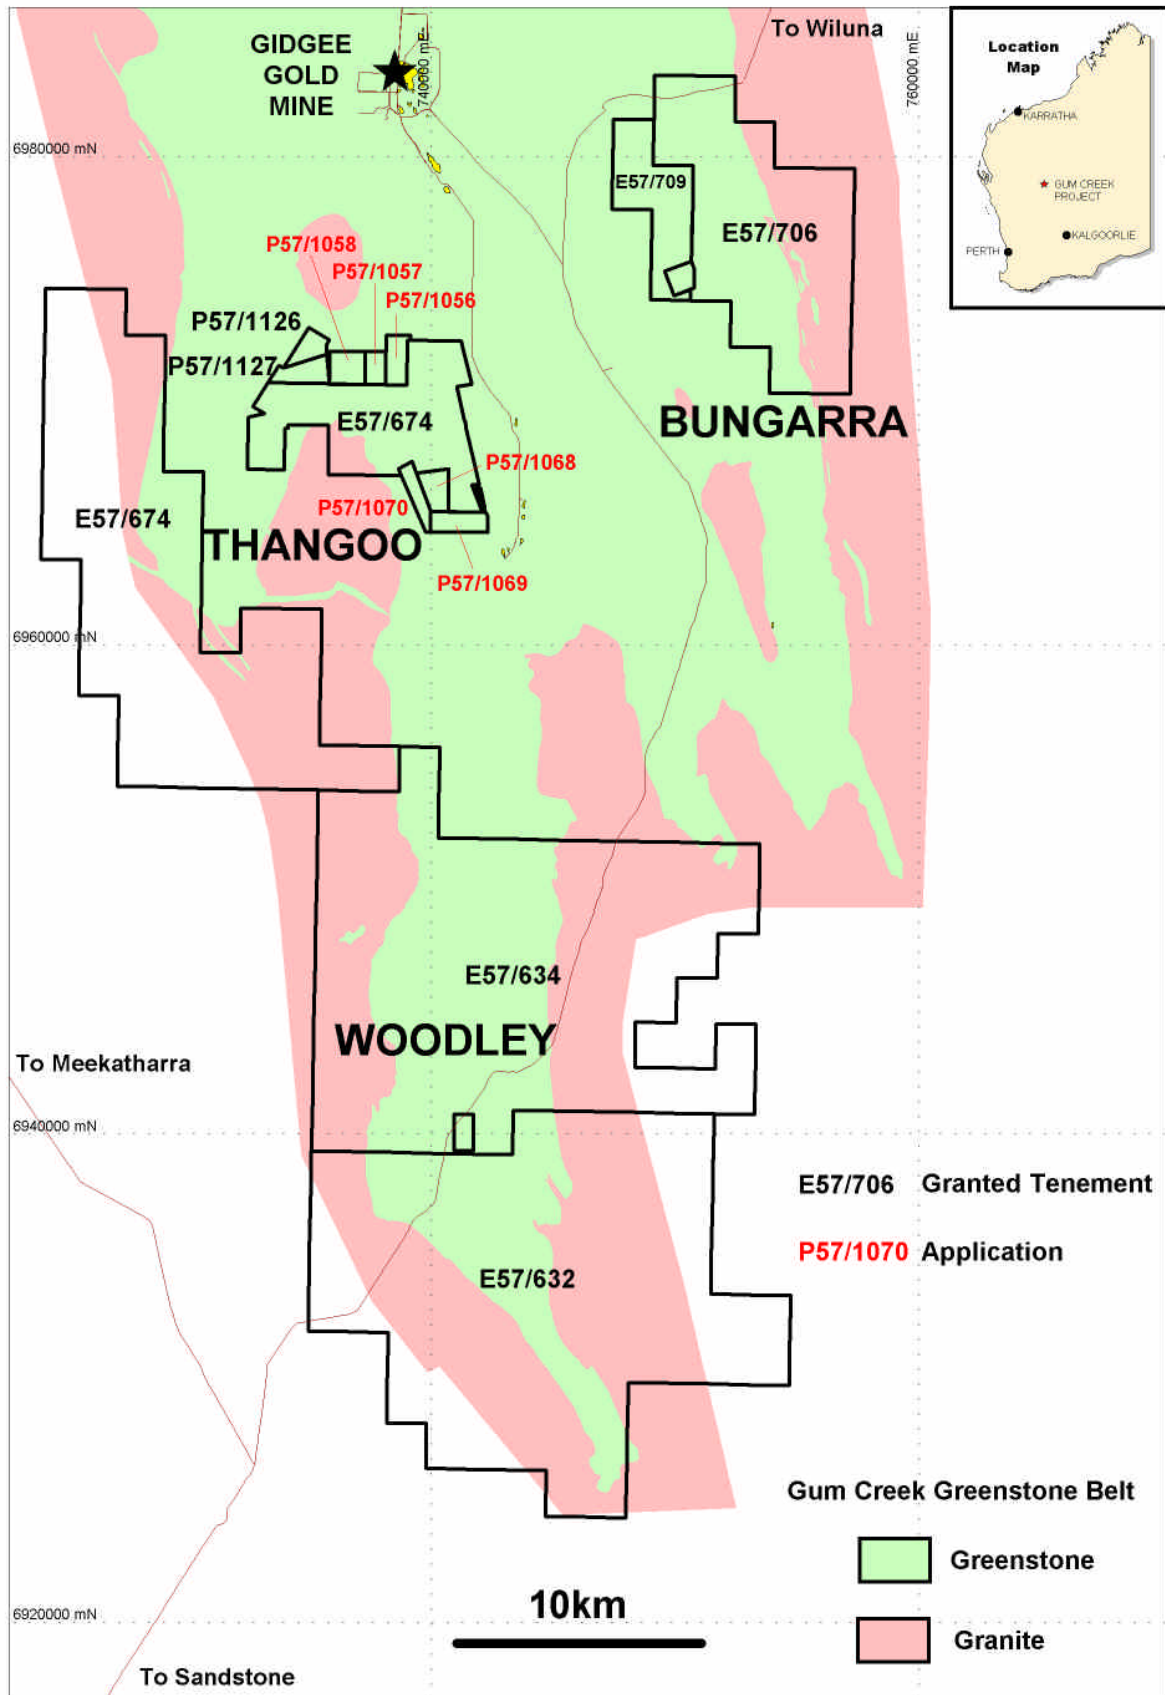 To Wiluna
GIDGEE
GOLD
MINE
740000 mE
760000 mE
Location
Map
KARRATHA
GUM CREEK
PROJECT
KALGOORLIE
PERTH
6980000 mN
E57/709
E57/706
P57/1058
P57/1057
P57/1056
P57/1126
P57/1127
E57/674
BUNGARRA
P57/1068
P57/1070
E57/674
THANGOO
P57/1069
6960000 mN
E57/634
WOODLEY
To Meekatharra
6940000 mN
E57/706 Granted Tenement
P57/1070 Application
E57/632
Gum Creek Greenstone Belt
Greenstone
10km
6920000 mN
Granite
To Sandstone